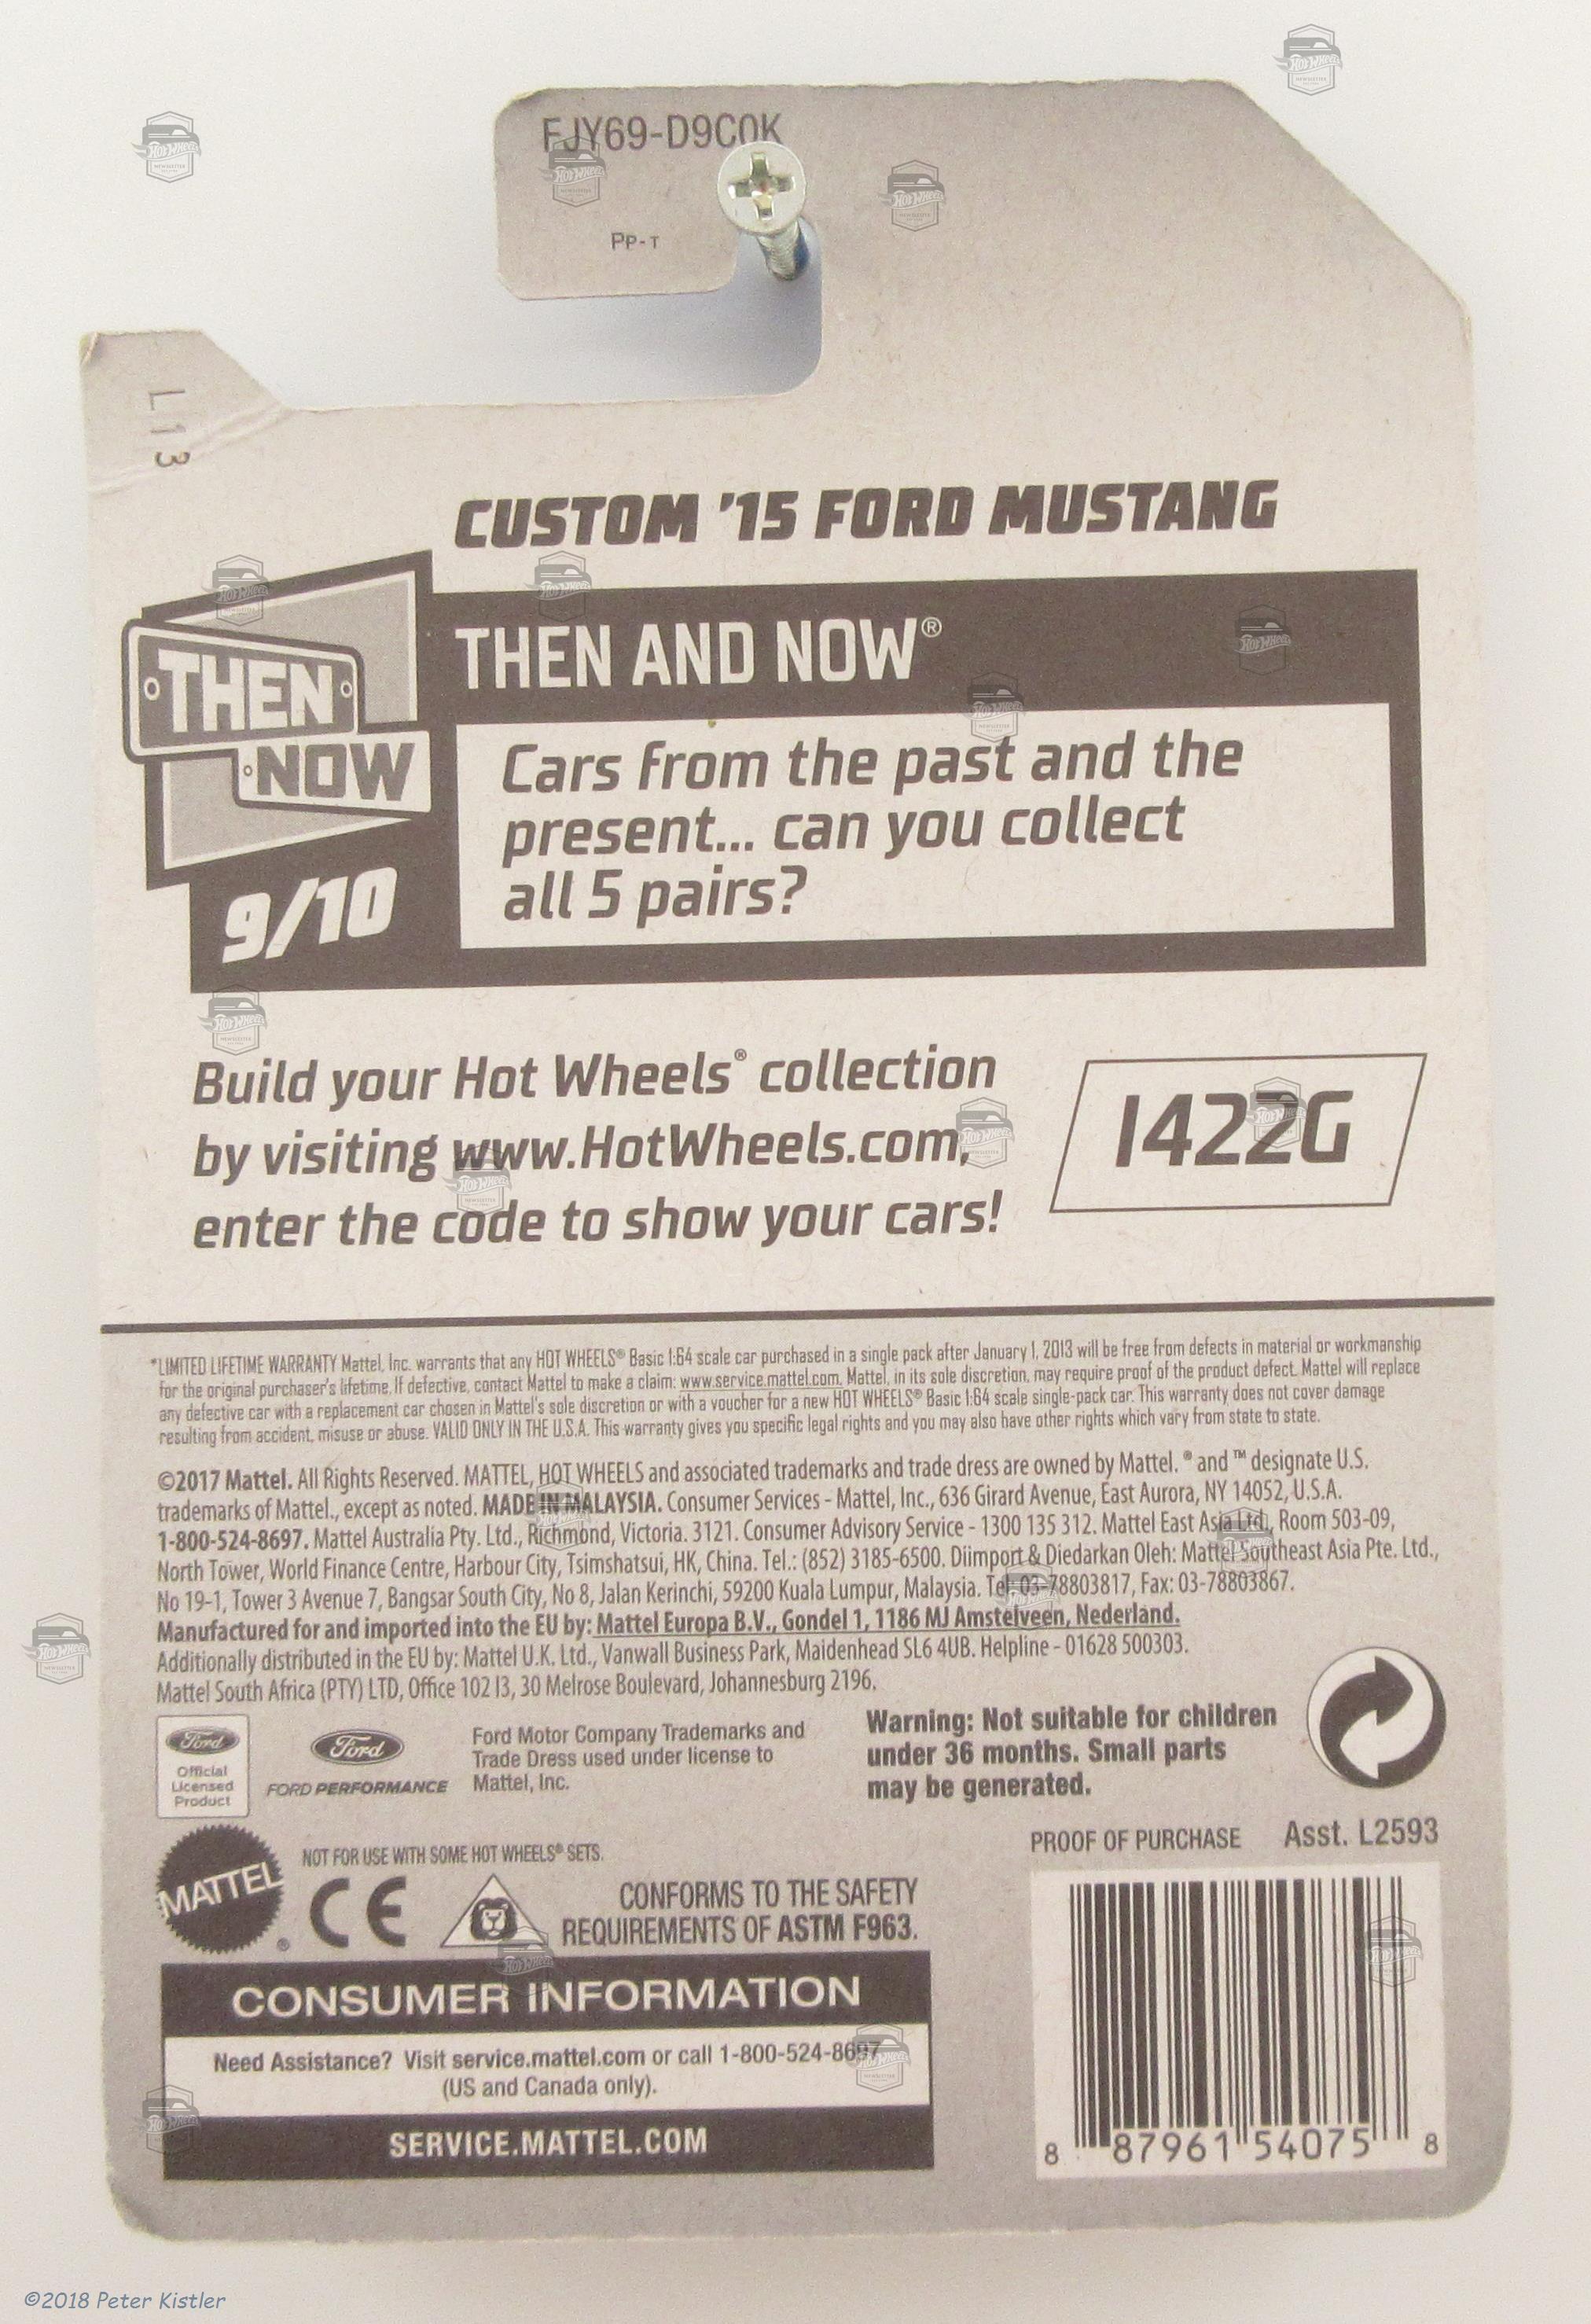 FJY69-D9C0K
Pp-T
L13
CUSTOM '15 FORD MUSTANG
THEN
NOW
THEN AND NOW®
Cars from the past and the
present... can you collect
all 5 pairs?
9/10
Build your Hot Wheels® collection
by visiting www.HotWheels.com,
enter the code to show your cars!
1422G
*LIMITED LIFETIME WARRANTY Mattel, Inc. warrants that any HOT WHEELS® Basic 1:64 scale car purchased in a single pack after January 1, 2013 will be free from defects in material or workmanship
for the original purchaser's lifetime. If defective, contact Mattel to make a claim: www.service.mattel.com. Mattel, in its sole discretion, may require proof of the product defect. Mattel will replace
any defective car with a replacement car chosen in Mattel's sole discretion or with a voucher for a new HOT WHEELS® Basic 1:64 scale single-pack car. This warranty does not cover damage
resulting from accident, misuse or abuse. VALID ONLY IN THE U.S.A. This warranty gives you specific legal rights and you may also have other rights which vary from state to state.
©2017 Mattel. All Rights Reserved. MATTEL, HOT WHEELS and associated trademarks and trade dress are owned by Mattel. ® and ™ designate U.S.
trademarks of Mattel., except as noted. MADE IN MALAYSIA. Consumer Services - Mattel, Inc., 636 Girard Avenue, East Aurora, NY 14052, U.S.A.
1-800-524-8697. Mattel Australia Pty. Ltd., Richmond, Victoria. 3121. Consumer Advisory Service - 1300 135 312. Mattel East Asia Ltd., Room 503-09,
North Tower, World Finance Centre, Harbour City, Tsimshatsui, HK, China. Tel.: (852) 3185-6500. Diimport & Diedarkan Oleh: Mattel Southeast Asia Pte. Ltd.,
No 19-1, Tower 3 Avenue 7, Bangsar South City, No 8, Jalan Kerinchi, 59200 Kuala Lumpur, Malaysia. Tel: 03-78803817, Fax: 03-78803867.
Manufactured for and imported into the EU by: Mattel Europa B.V., Gondel 1, 1186 MJ Amstelveen, Nederland.
Additionally distributed in the EU by: Mattel U.K. Ltd., Vanwall Business Park, Maidenhead SL6 4UB. Helpline - 01628 500303.
Mattel South Africa (PTY) LTD, Office 102 I3, 30 Melrose Boulevard, Johannesburg 2196.
Ford
Official
Licensed
Product
Ford
FORD PERFORMANCE
Ford Motor Company Trademarks and
Trade Dress used under license to
Mattel, Inc.
Warning: Not suitable for children
under 36 months. Small parts
may be generated.
MATTEL®
NOT FOR USE WITH SOME HOT WHEELS® SETS.
CE
CONFORMS TO THE SAFETY
REQUIREMENTS OF ASTM F963.
PROOF OF PURCHASE Asst. L2593
CONSUMER INFORMATION
Need Assistance? Visit service.mattel.com or call 1-800-524-8697
(US and Canada only).
SERVICE.MATTEL.COM
8 87961 54075 8
©2018 Peter Kistler